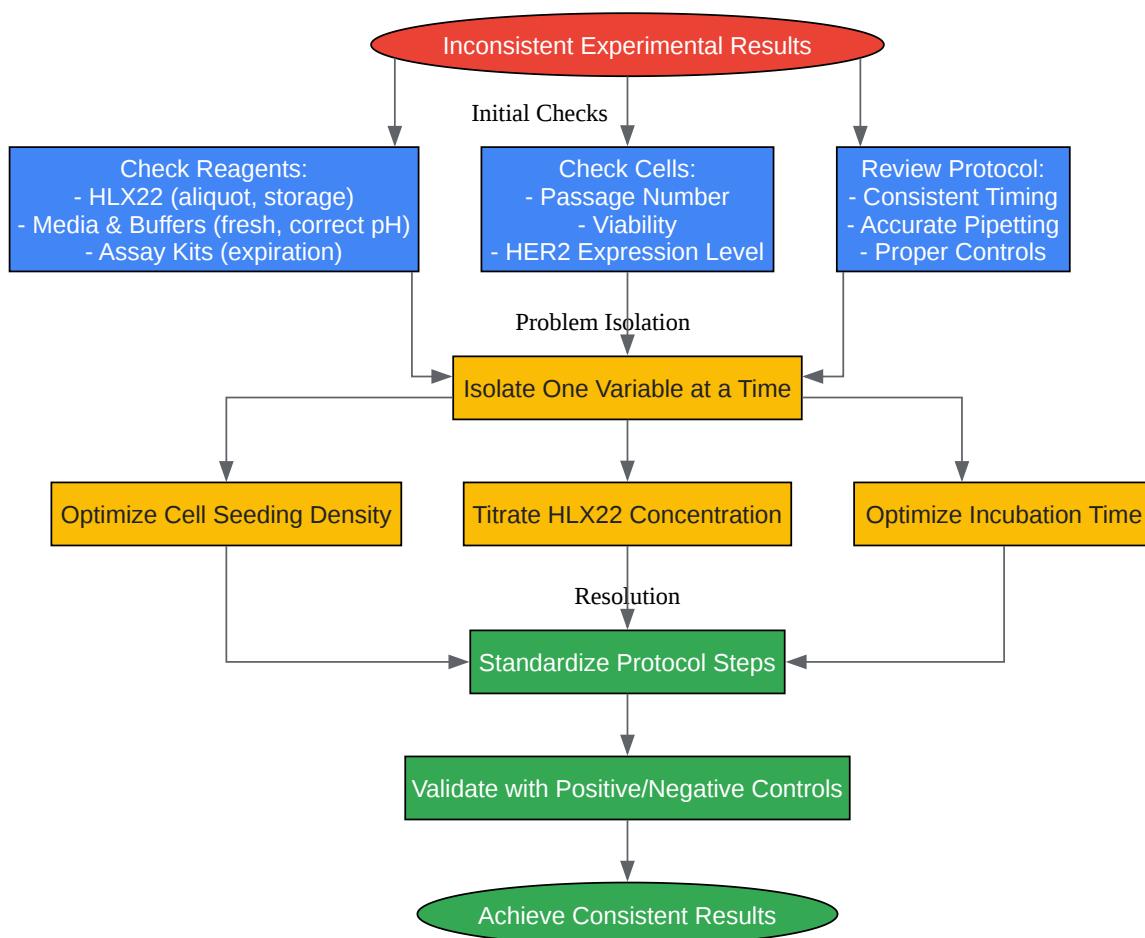 Inconsistent Experimental Results
Initial Checks
Check Reagents:
- HLX22 (aliquot, storage)
- Media & Buffers (fresh, correct pH)
- Assay Kits (expiration)
Check Cells:
- Passage Number
- Viability
- HER2 Expression Level
Review Protocol:
- Consistent Timing
- Accurate Pipetting
- Proper Controls
Problem Isolation
Isolate One Variable at a Time
Optimize Cell Seeding Density
Titrate HLX22 Concentration
Optimize Incubation Time
Resolution
Standardize Protocol Steps
Validate with Positive/Negative Controls
Achieve Consistent Results